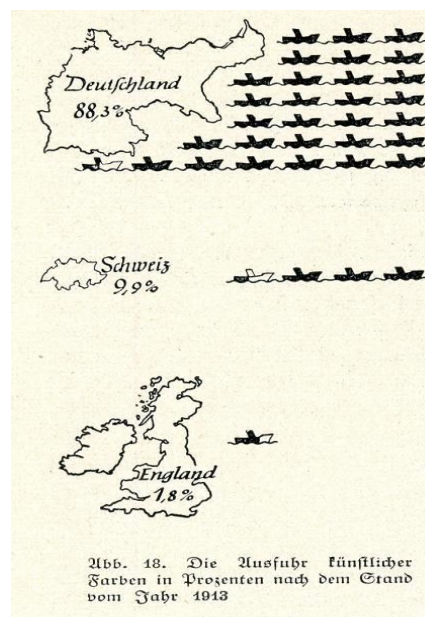 Deutſchland
88,3%
Schweiz
9,9%
England
1,8%
Abb. 18. Die Ausfuhr künſtlicher
Farben in Prozenten nach dem Stand
vom Jahr 1913